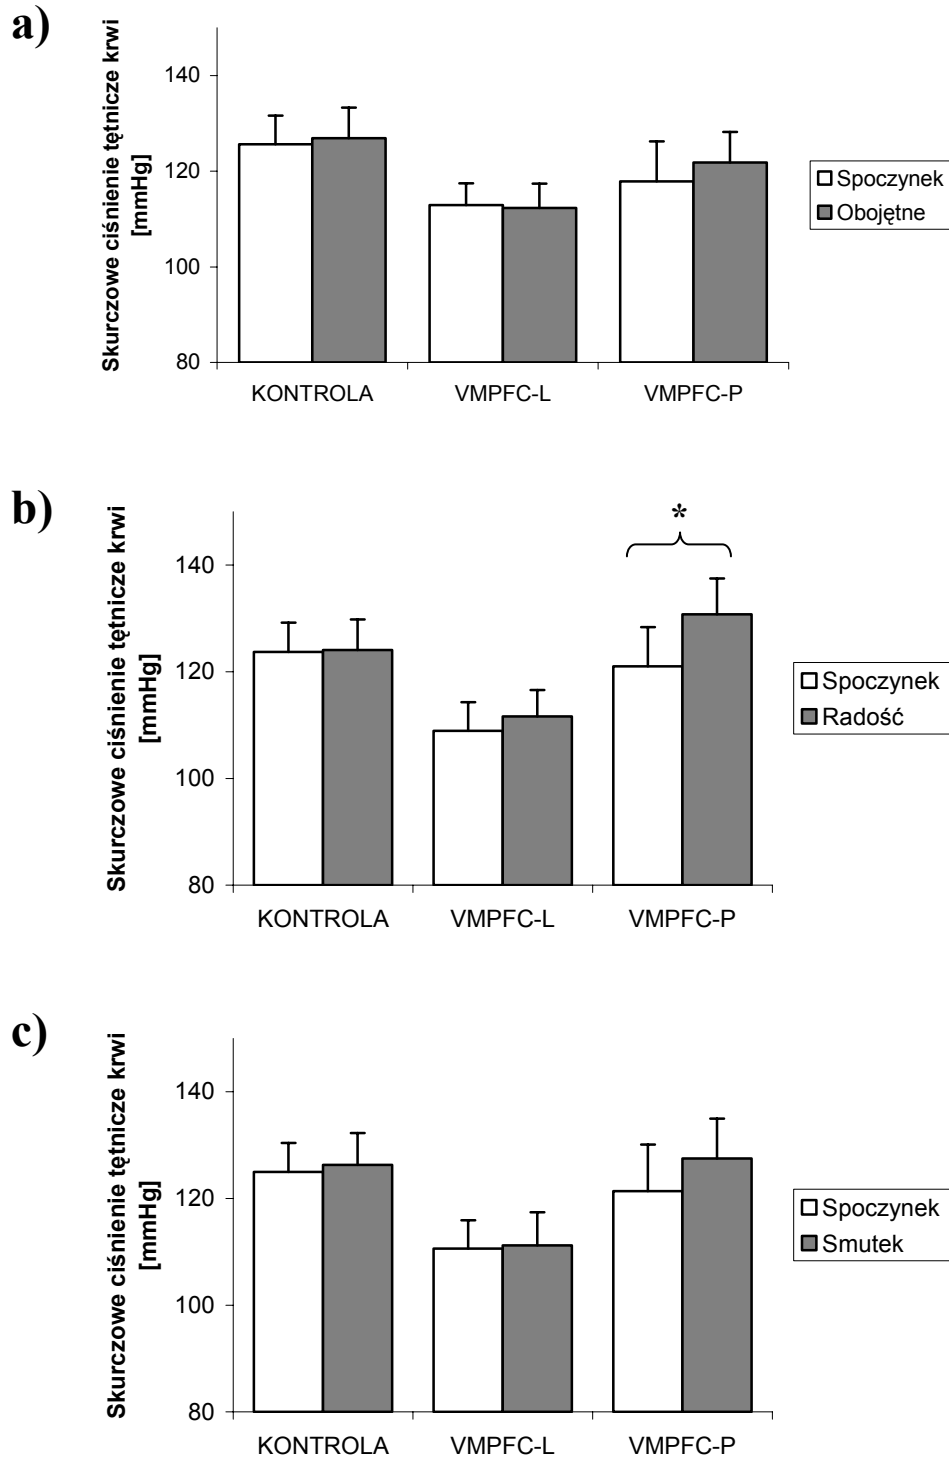 a)
Skurczowe ciśnienie tętnicze krwi
[mmHg]
140
120
100
80
KONTROLA VMPFC-L VMPFC-P
Spoczynek
Obojętne
b)
Skurczowe ciśnienie tętnicze krwi
[mmHg]
*
140
120
100
80
KONTROLA VMPFC-L VMPFC-P
Spoczynek
Radość
c)
Skurczowe ciśnienie tętnicze krwi
[mmHg]
140
120
100
80
KONTROLA VMPFC-L VMPFC-P
Spoczynek
Smutek